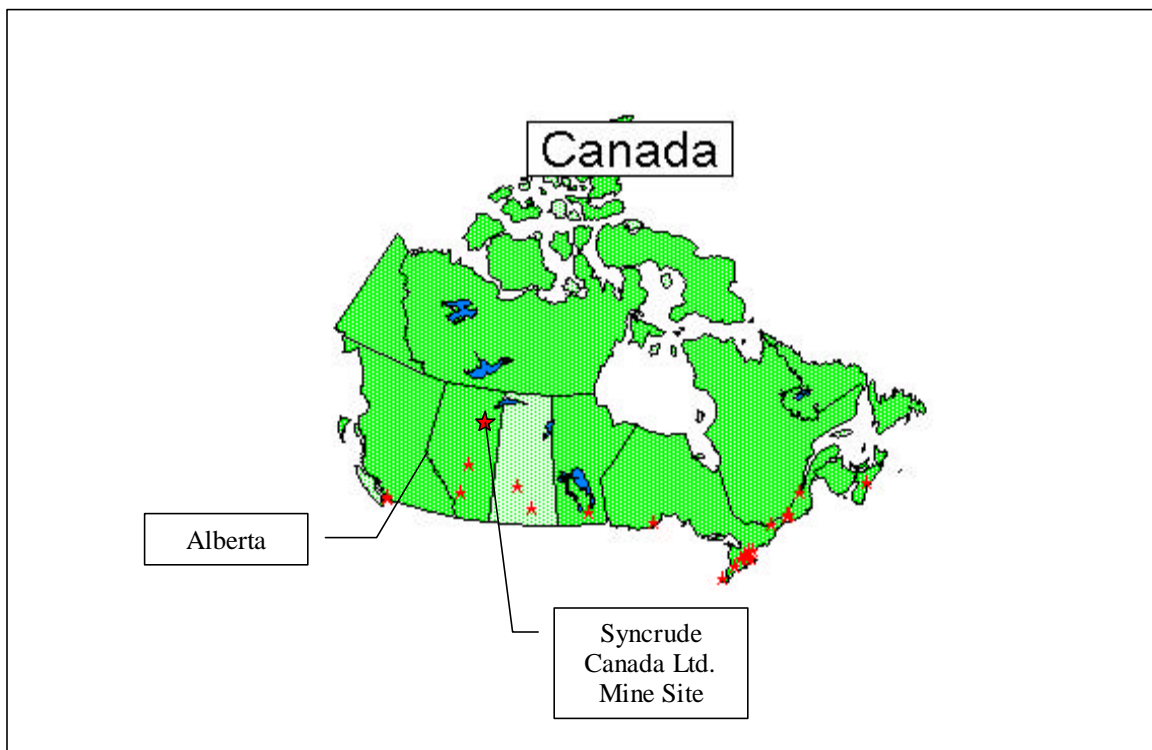 Canada
Alberta
Syncrude
Canada Ltd.
Mine Site